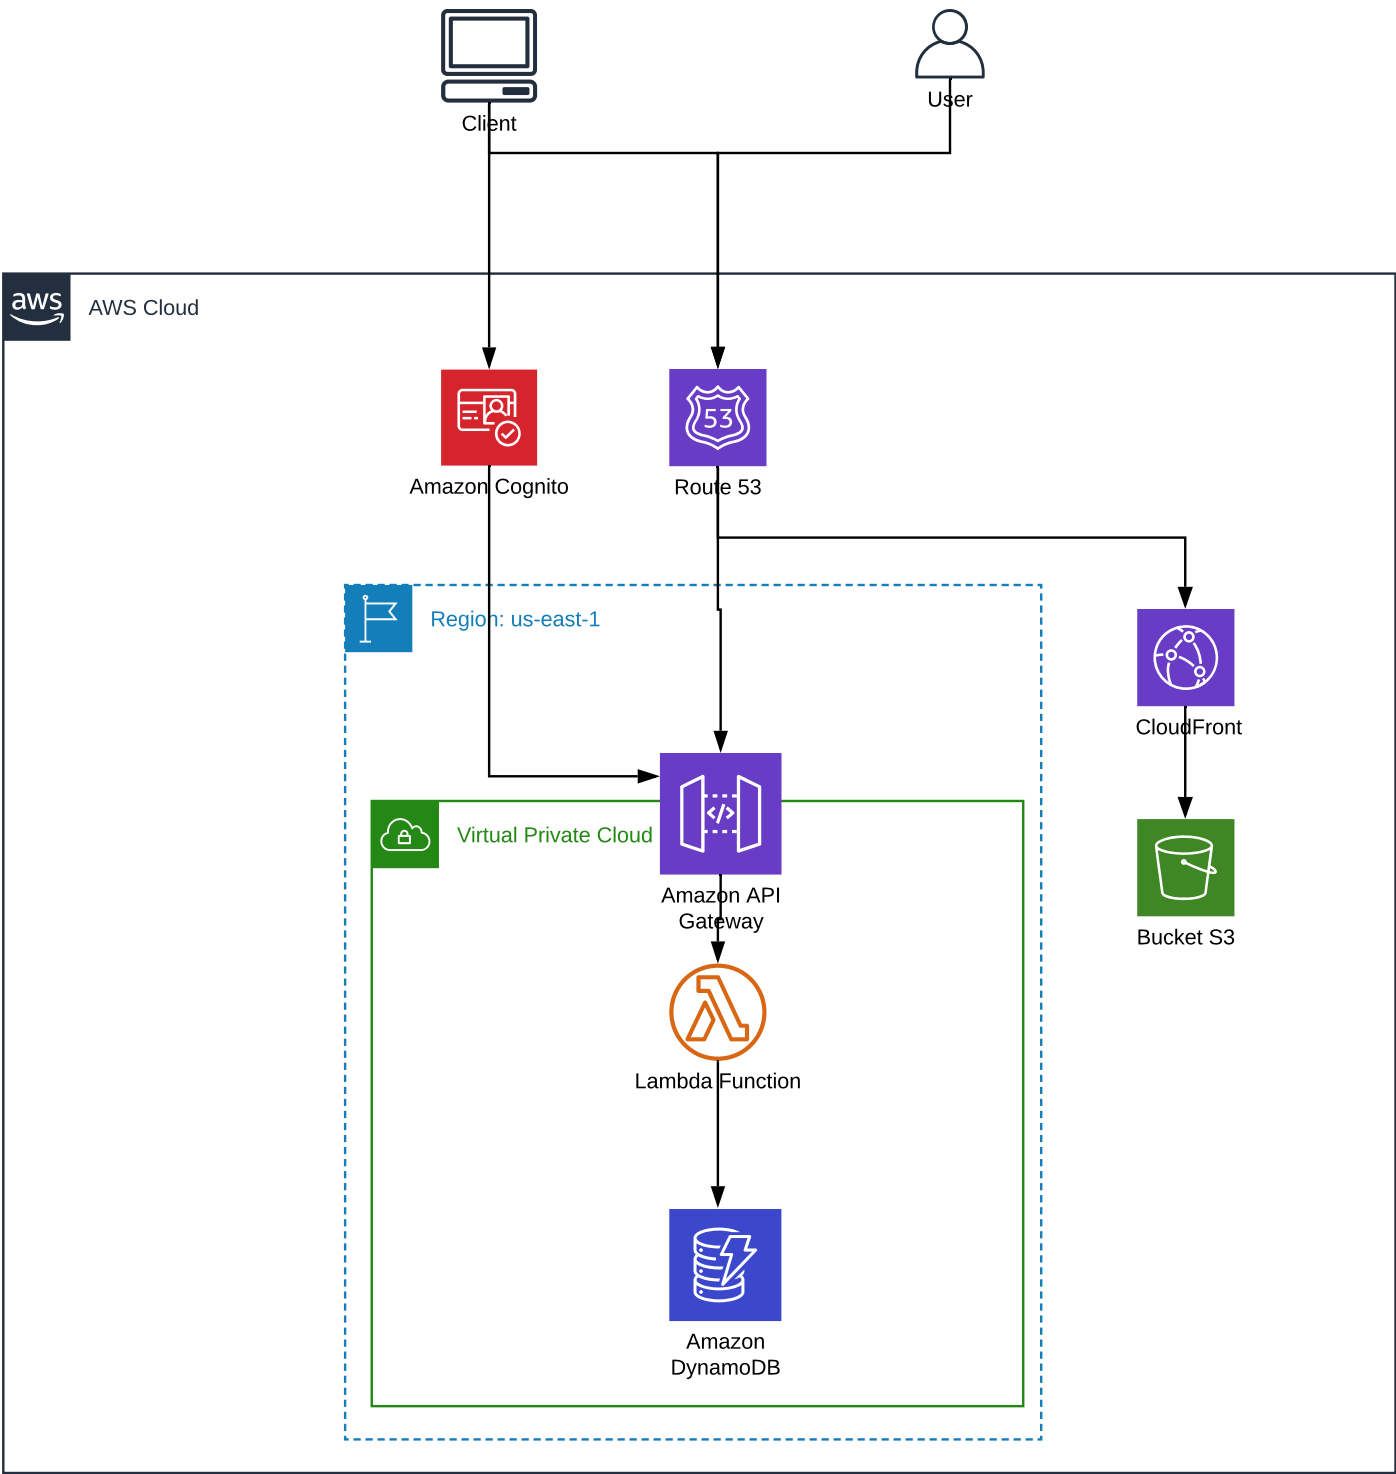 Client
User
aws
AWS Cloud
53
Amazon Cognito
Route 53
Region: us-east-1
CloudFront
</>
Virtual Private Cloud
Amazon API
Gateway
Bucket S3
Lambda Function
Amazon
DynamoDB